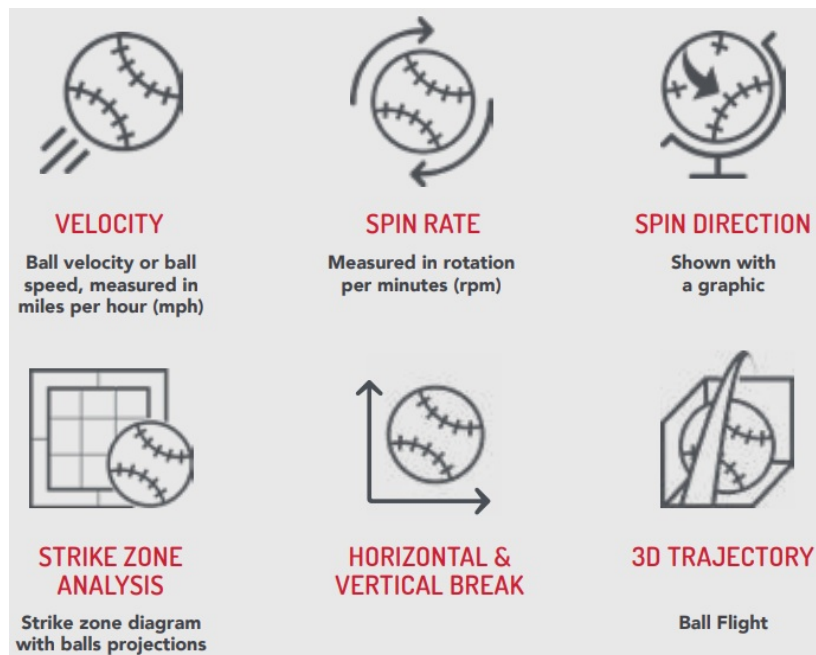 VELOCITY
Ball velocity or ball
speed, measured in
miles per hour (mph)
SPIN RATE
Measured in rotation
per minutes (rpm)
SPIN DIRECTION
Shown with
a graphic
STRIKE ZONE
ANALYSIS
Strike zone diagram
with balls projections
HORIZONTAL &
VERTICAL BREAK
3D TRAJECTORY
Ball Flight